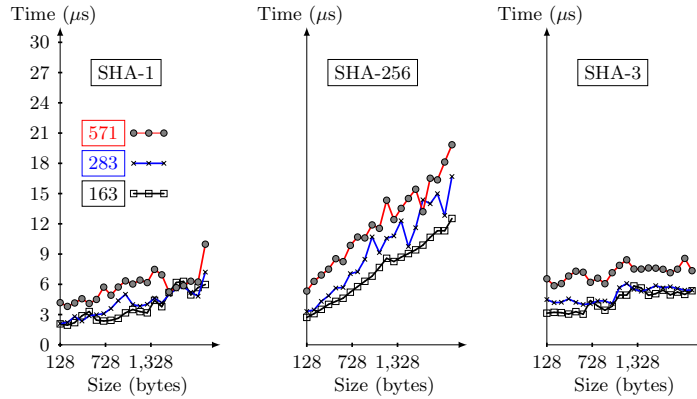 Time (μs) Time (μs) Time (μs)
30
27 SHA-1 SHA-256 SHA-3
24
21 571
18 283
15 163
12
9
6
3
0
128 728 1,328 128 728 1,328 128 728 1,328
Size (bytes) Size (bytes) Size (bytes)